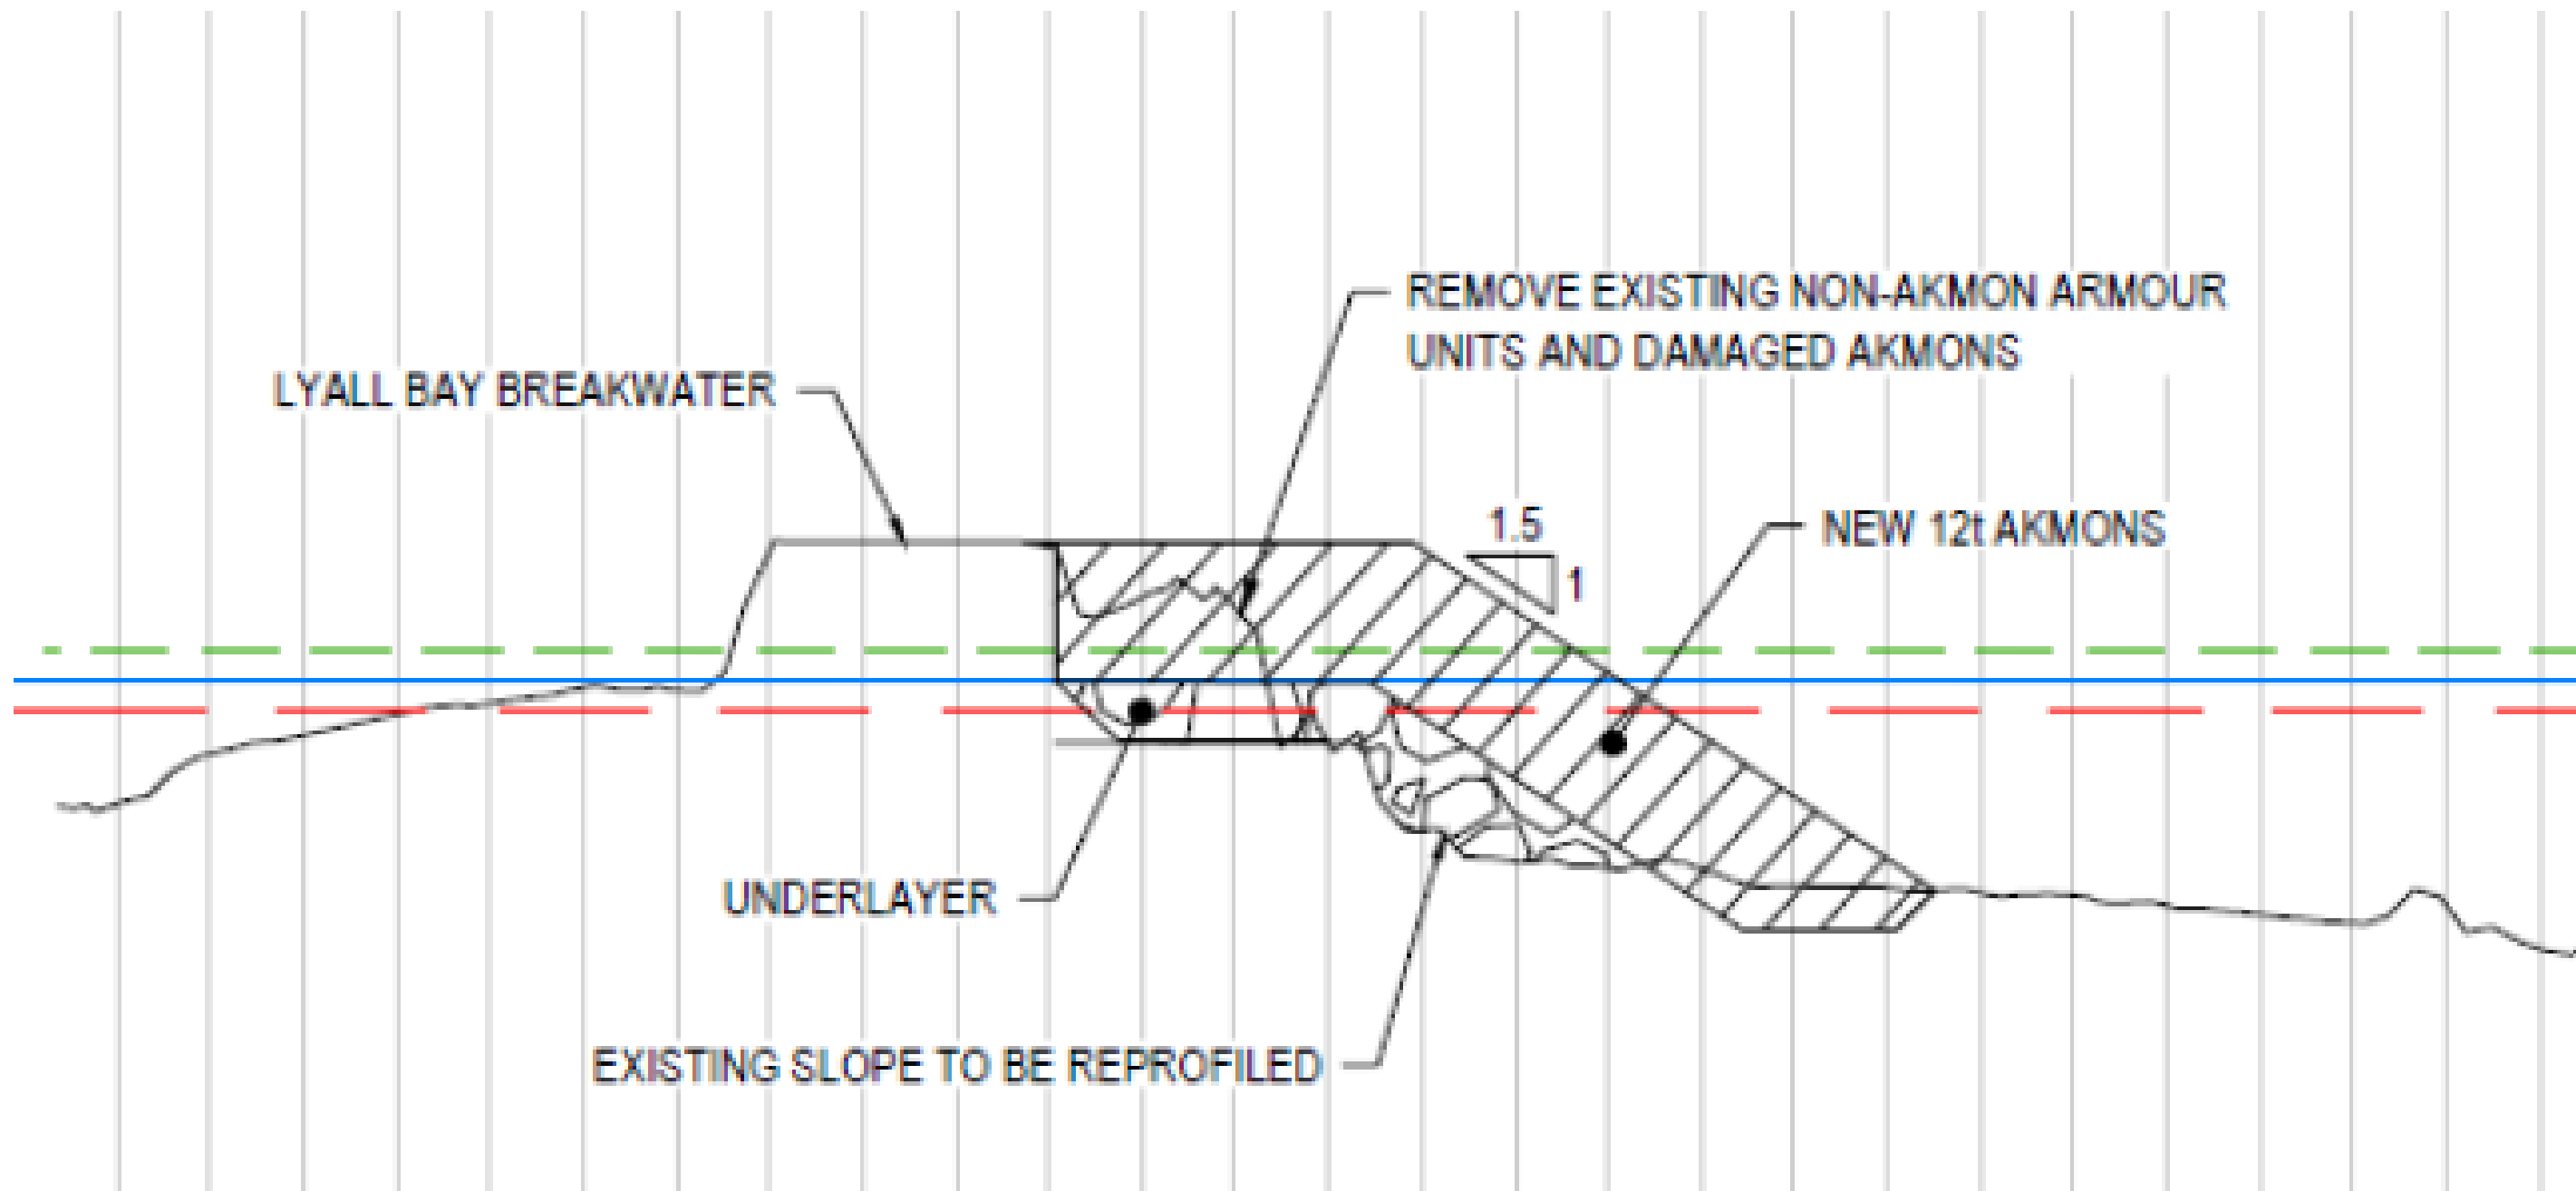 REMOVE EXISTING NON-AKMON ARMOUR
UNITS AND DAMAGED AKMONS
LYALL BAY BREAKWATER
1.5
1
NEW 12t AKMONS
UNDERLAYER
EXISTING SLOPE TO BE REPROFILED